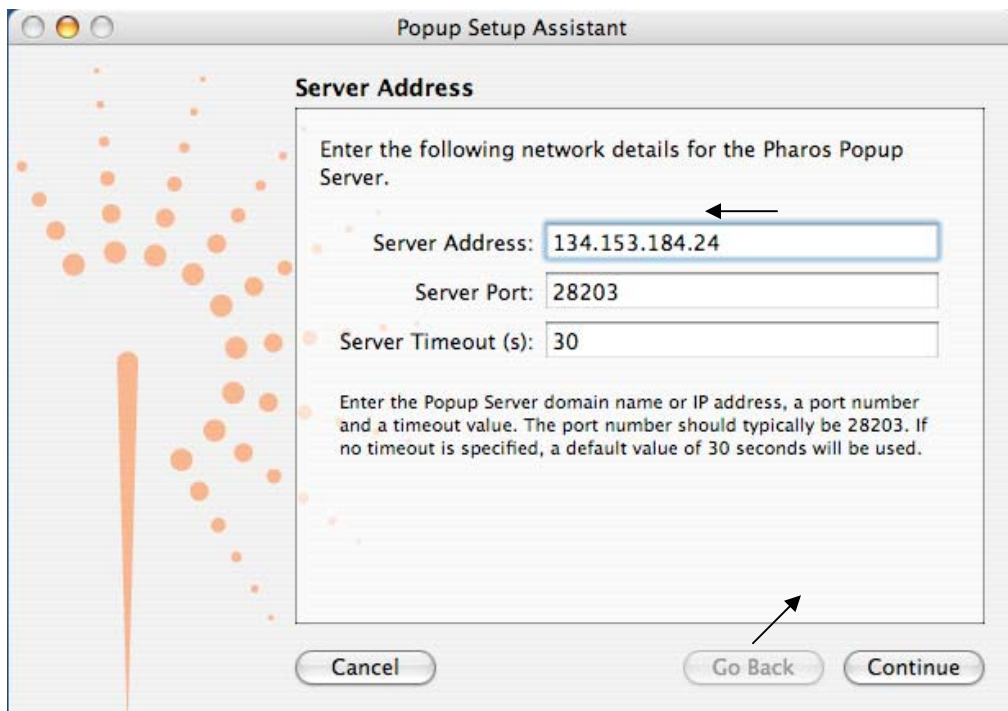 Popup Setup Assistant
Server Address
Enter the following network details for the Pharos Popup
Server.
Server Address: 134.153.184.24
Server Port: 28203
Server Timeout (s): 30
Enter the Popup Server domain name or IP address, a port number
and a timeout value. The port number should typically be 28203. If
no timeout is specified, a default value of 30 seconds will be used.
Cancel Go Back Continue